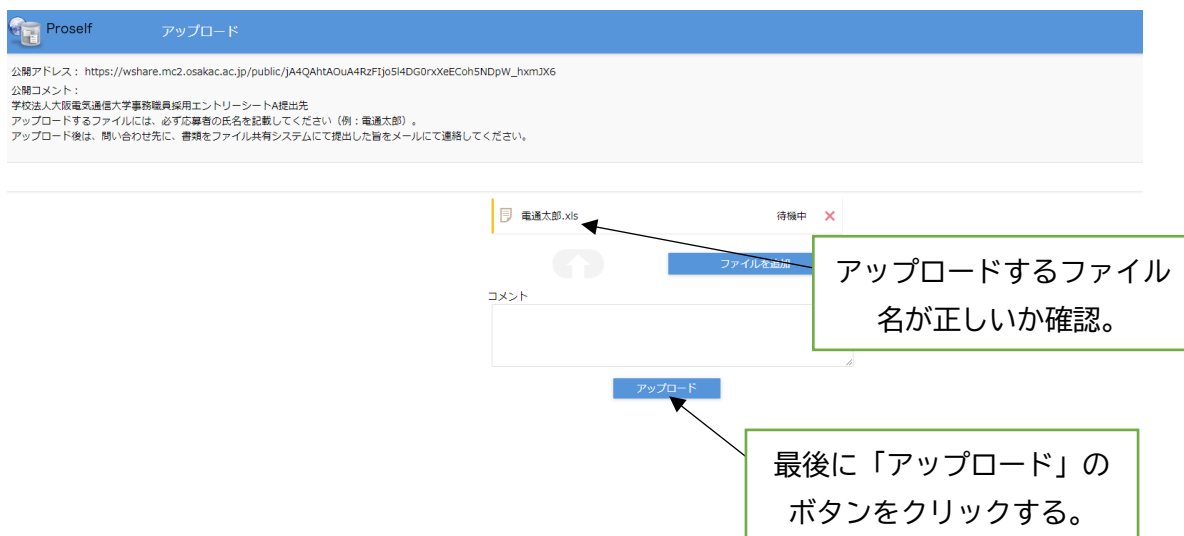 Proself
アップロード
公開アドレス： https://wshare.mc2.osakac.ac.jp/public/jA4QAhtAOuA4RzFIjo5l4DG0rxXeECoh5NDpW_hxmJX6
公開コメント：
学校法人大阪電気通信大学事務職員採用エントリーシートA提出先
アップロードするファイルには、必ず応募者の氏名を記載してください（例：電通太郎）。
アップロード後は、問い合わせ先に、書類をファイル共有システムにて提出した旨をメールにて連絡してください。
電通太郎.xls
待機中
ファイルを追加
アップロードするファイル
名が正しいか確認。
コメント
アップロード
最後に「アップロード」の
ボタンをクリックする。